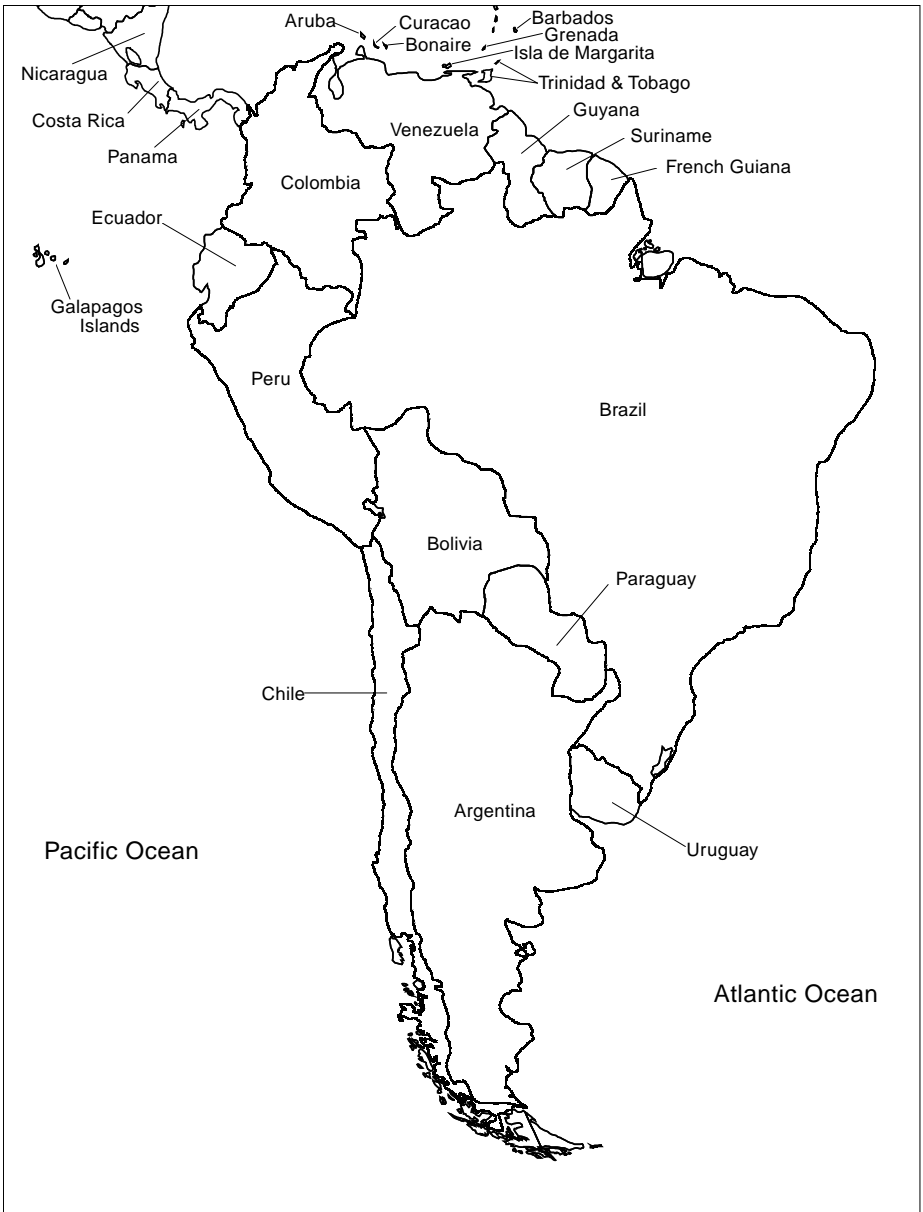 Aruba
Curacao
Bonaire
Barbados
Grenada
Isla de Margarita
Trinidad & Tobago
Nicaragua
Costa Rica
Panama
Venezuela
Guyana
Suriname
French Guiana
Colombia
Ecuador
Galapagos
Islands
Peru
Brazil
Bolivia
Paraguay
Chile
Argentina
Uruguay
Pacific Ocean
Atlantic Ocean